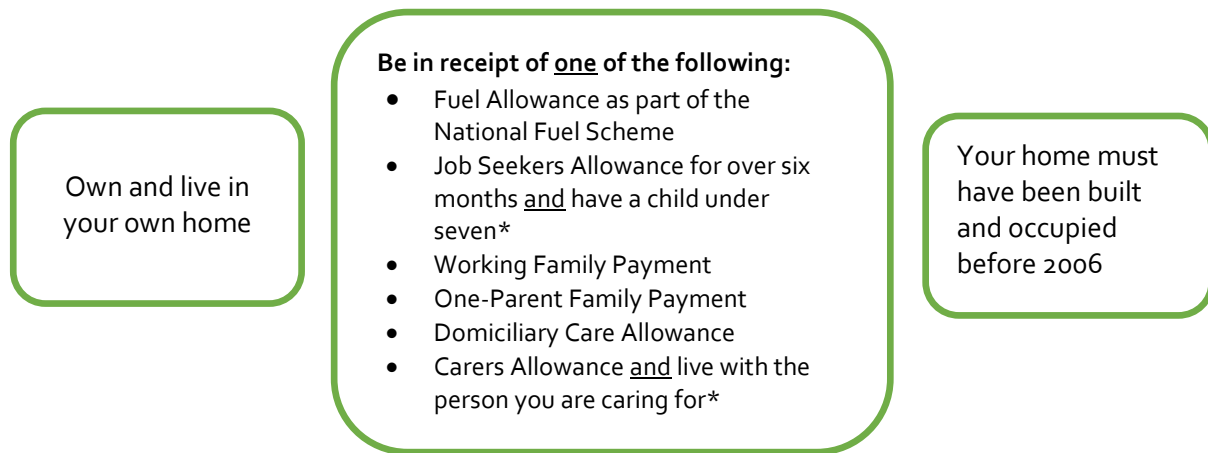 Own and live in
your own home
Be in receipt of one of the following:
• Fuel Allowance as part of the
National Fuel Scheme
• Job Seekers Allowance for over six
months and have a child under
seven*
• Working Family Payment
• One-Parent Family Payment
• Domiciliary Care Allowance
• Carers Allowance and live with the
person you are caring for*
Your home must
have been built
and occupied
before 2006